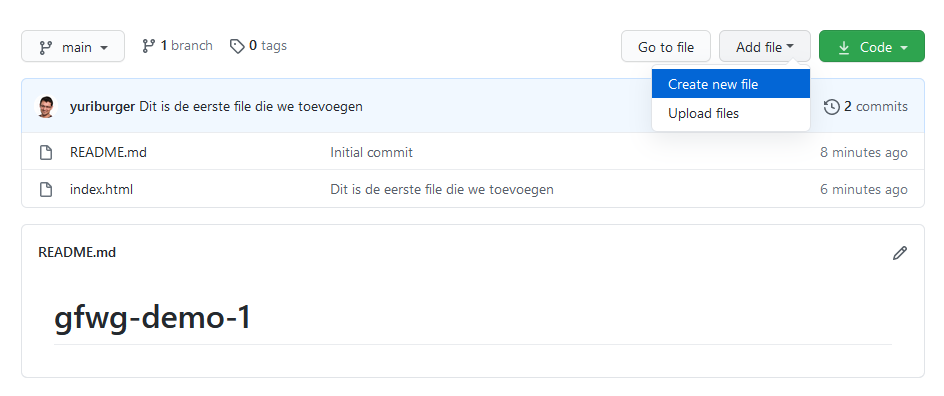 main 1 branch 0 tags Go to file Add file Code
Create new file
Upload files
yuriburger Dit is de eerste file die we toevoegen 2 commits
README.md Initial commit 8 minutes ago
index.html Dit is de eerste file die we toevoegen 6 minutes ago
README.md
gfwg-demo-1